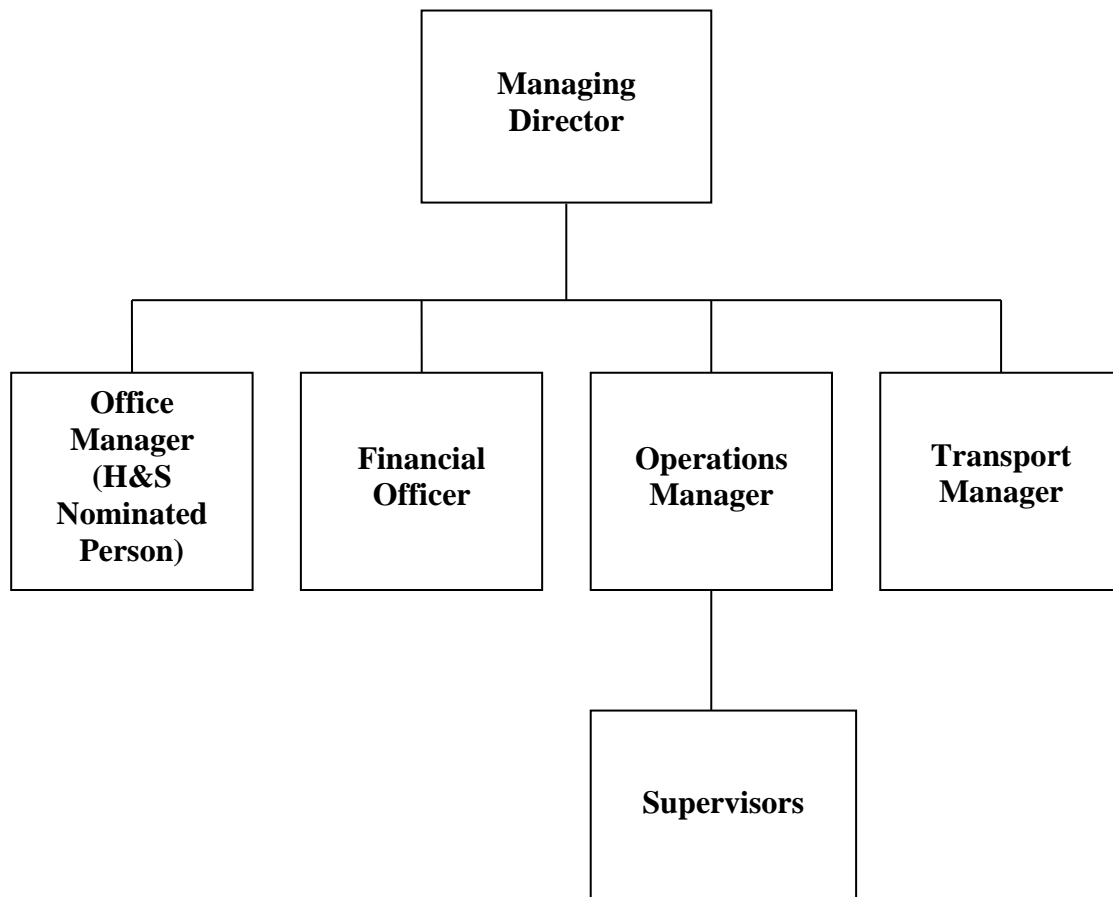 Managing
Director
Office
Manager
(H&S
Nominated
Person)
Financial
Officer
Operations
Manager
Transport
Manager
Supervisors